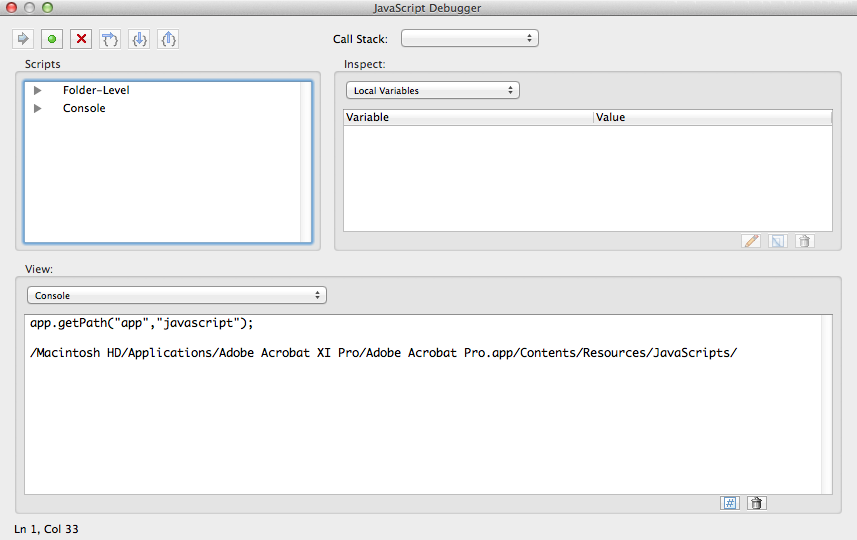 JavaScript Debugger
Call Stack:
Scripts
Inspect:
Folder-Level
Console
Local Variables
Variable Value
View:
Console
app.getPath("app","javascript");
/Macintosh HD/Applications/Adobe Acrobat XI Pro/Adobe Acrobat Pro.app/Contents/Resources/JavaScripts/
Ln 1, Col 33